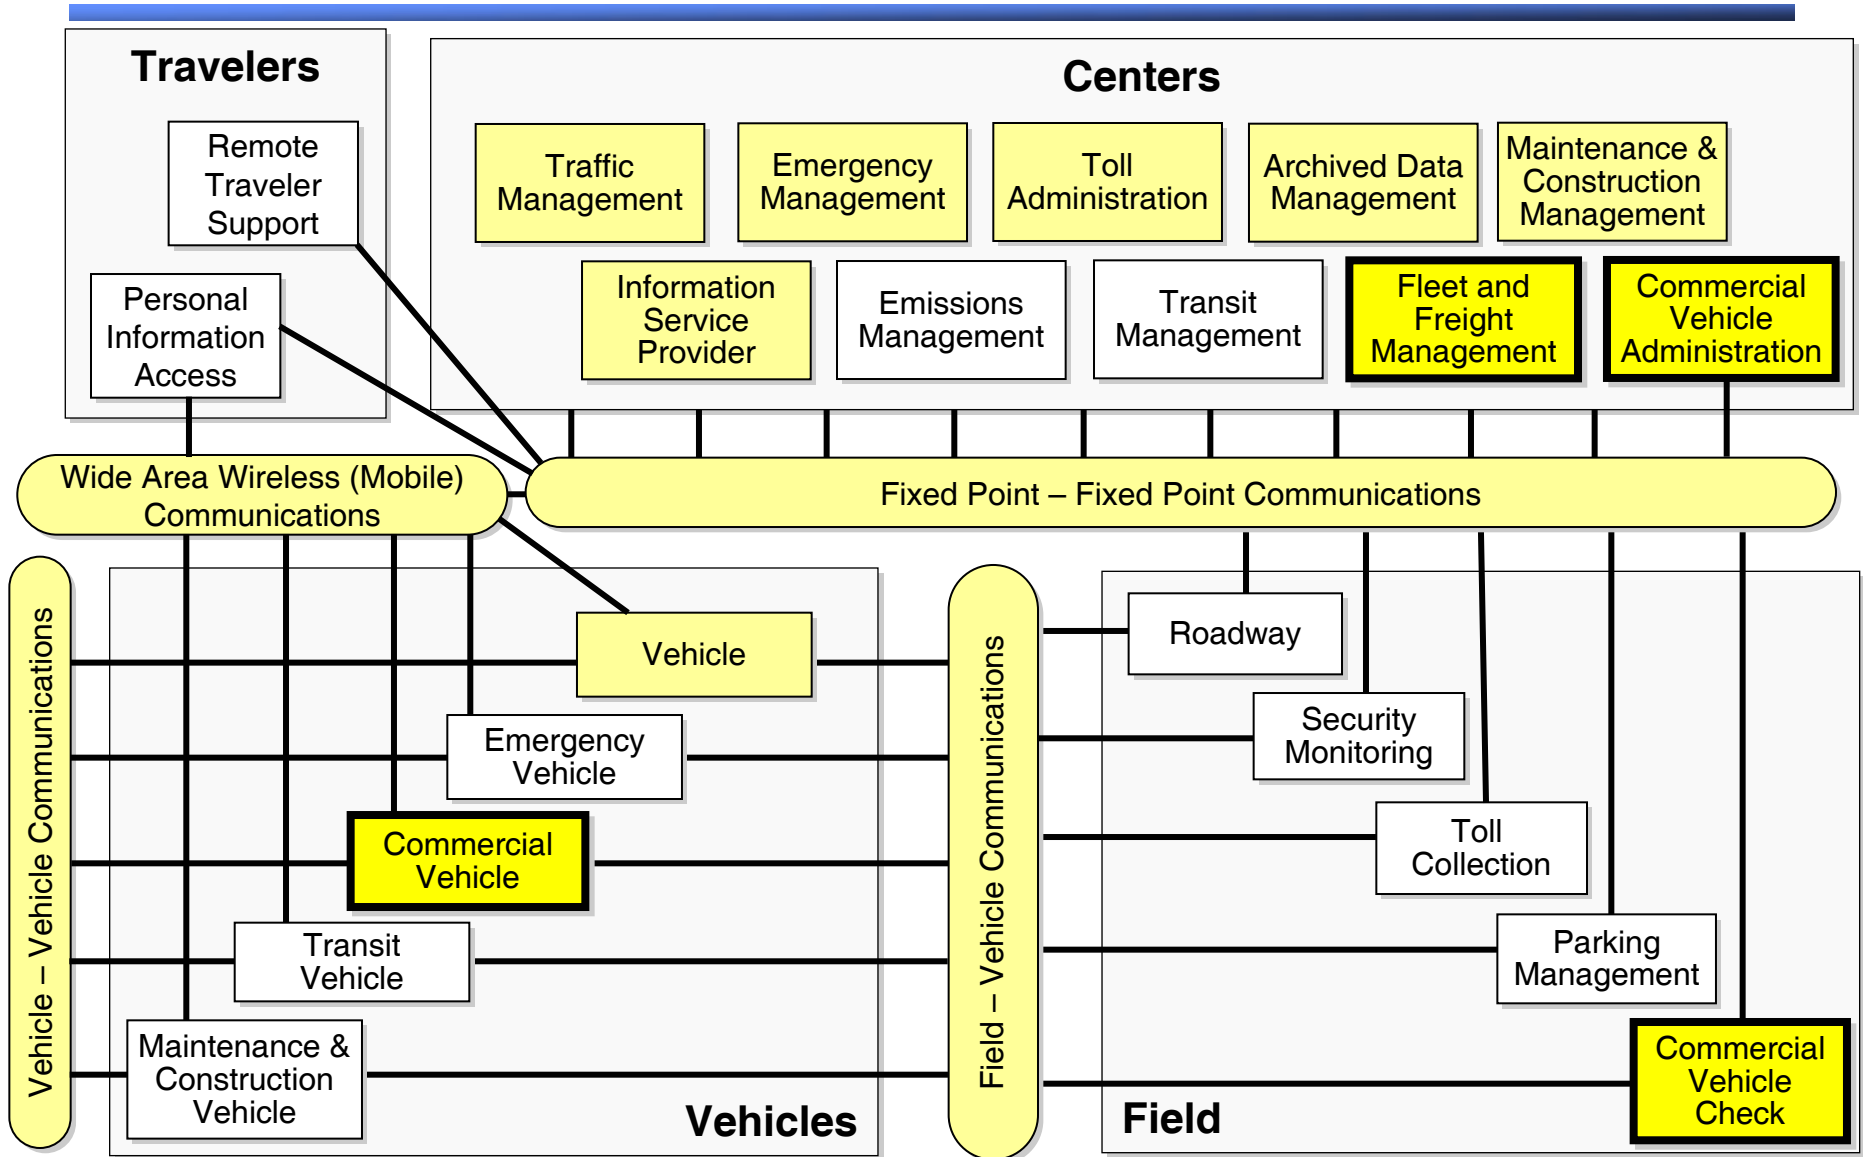 Travelers
Remote
Traveler
Support
Personal
Information
Access
Centers
Traffic
Management
Emergency
Management
Toll
Administration
Archived Data
Management
Maintenance &
Construction
Management
Information
Service
Provider
Emissions
Management
Transit
Management
Fleet and
Freight
Management
Commercial
Vehicle
Administration
Wide Area Wireless (Mobile)
Communications
Fixed Point – Fixed Point Communications
Vehicle – Vehicle Communications
Vehicle
Emergency
Vehicle
Commercial
Vehicle
Transit
Vehicle
Maintenance &
Construction
Vehicle
Vehicles
Field – Vehicle Communications
Roadway
Security
Monitoring
Toll
Collection
Parking
Management
Commercial
Vehicle
Check
Field